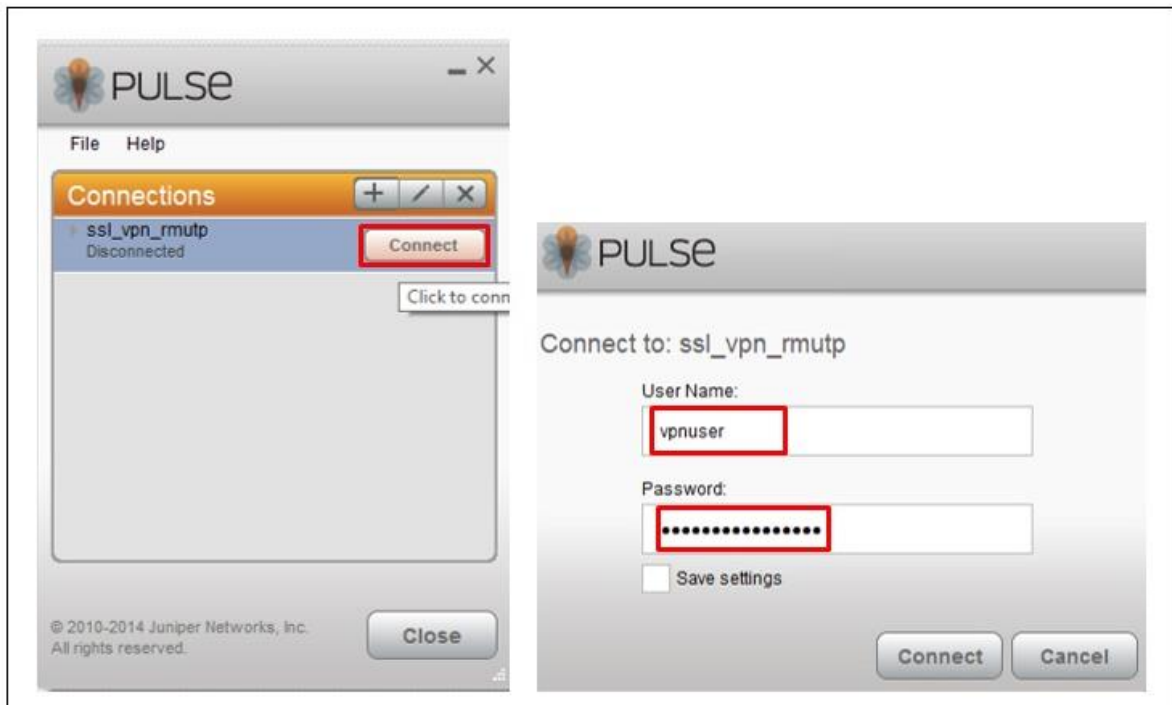 PULSE
File Help
Connections
ssl_vpn_rmutp
Disconnected
Connect
Click to conn
© 2010-2014 Juniper Networks, Inc.
All rights reserved.
Close
PULSE
Connect to: ssl_vpn_rmutp
User Name:
vpnuser
Password:
••••••••••••••••
Save settings
Connect Cancel